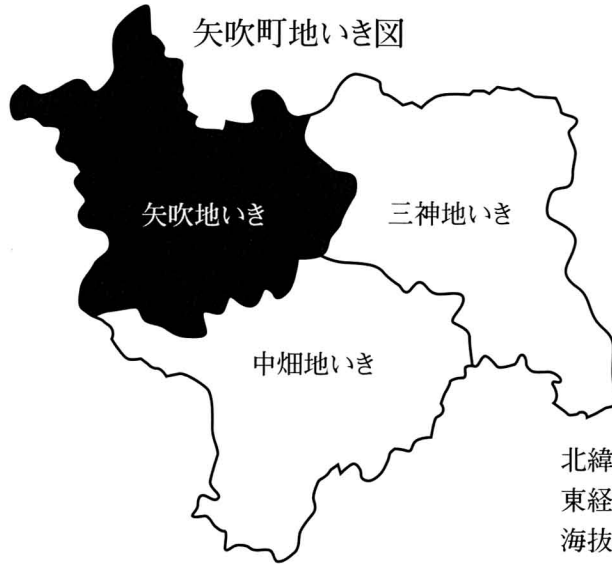 矢吹町地いき図
矢吹地いき
三神地いき
中畑地いき
北緯
東経
海抜